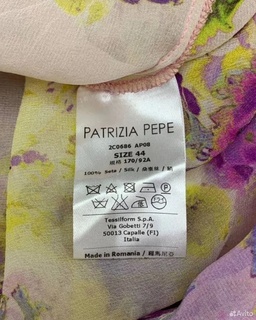 PATRIZIA PEPE
2C0686 AP08
SIZE 44
170/92A
100% Seta / Silk /
Tessilform S.p.A.
Via Gobetti 7/9
50013 Capalle (FI)
Italia
Made in Romania /
Avito